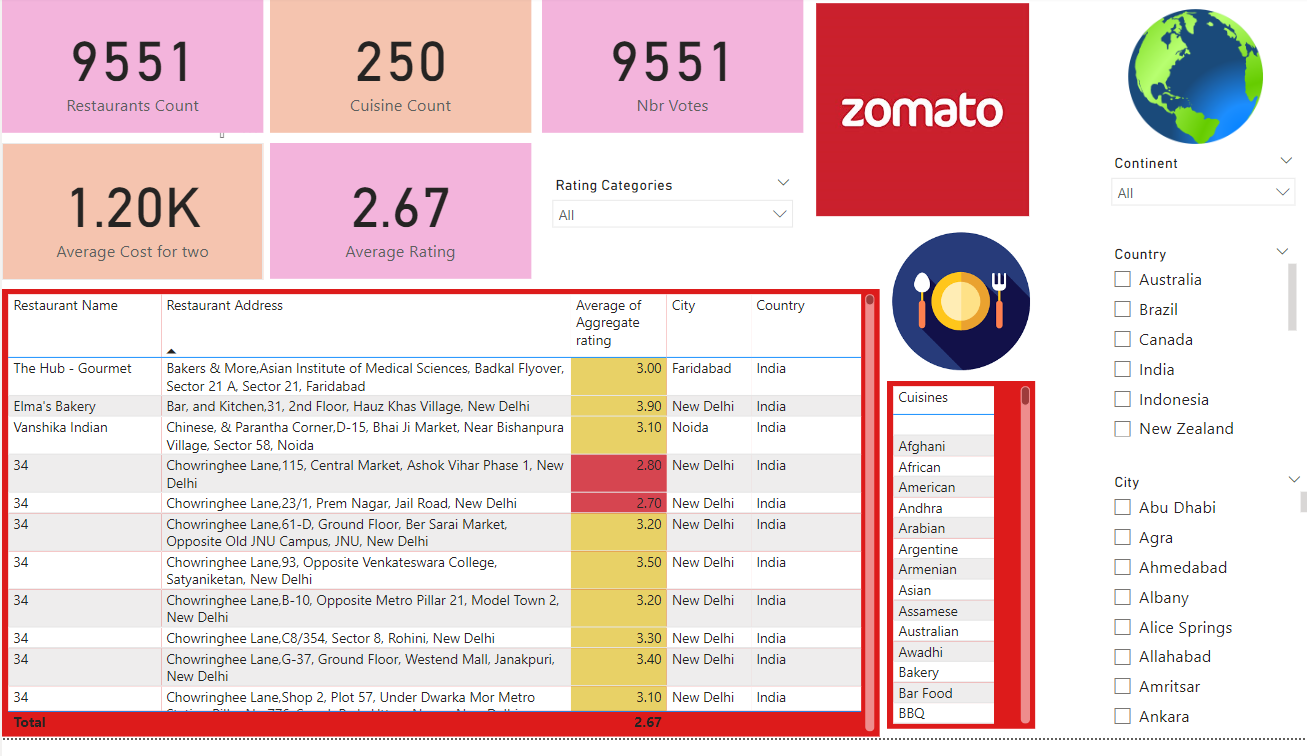 9551
Restaurants Count
250
Cuisine Count
9551
Nbr Votes
zomato
1.20K
Average Cost for two
2.67
Average Rating
Rating Categories
All
Continent
All
Country
Australia
Brazil
Canada
India
Indonesia
New Zealand
City
Abu Dhabi
Agra
Ahmedabad
Albany
Alice Springs
Allahabad
Amritsar
Ankara
Restaurant Name Restaurant Address Average of Aggregate rating City Country
The Hub - Gourmet Bakers & More,Asian Institute of Medical Sciences, Badkal Flyover, 3.00 Faridabad India
Sector 21 A, Sector 21, Faridabad
Elma's Bakery Bar, and Kitchen,31, 2nd Floor, Hauz Khas Village, New Delhi 3.90 New Delhi India
Vanshika Indian Chinese, & Parantha Corner,D-15, Bhai Ji Market, Near Bishanpura 3.10 Noida India
Village, Sector 58, Noida
34 Chowringhee Lane,115, Central Market, Ashok Vihar Phase 1, New 2.80 New Delhi India
Delhi
34 Chowringhee Lane,23/1, Prem Nagar, Jail Road, New Delhi 2.70 New Delhi India
34 Chowringhee Lane,61-D, Ground Floor, Ber Sarai Market, 3.20 New Delhi India
Opposite Old JNU Campus, JNU, New Delhi
34 Chowringhee Lane,93, Opposite Venkateswara College, 3.50 New Delhi India
Satyaniketan, New Delhi
34 Chowringhee Lane,B-10, Opposite Metro Pillar 21, Model Town 2, 3.20 New Delhi India
New Delhi
34 Chowringhee Lane,C8/354, Sector 8, Rohini, New Delhi 3.30 New Delhi India
34 Chowringhee Lane,G-37, Ground Floor, Westend Mall, Janakpuri, 3.40 New Delhi India
New Delhi
34 Chowringhee Lane,Shop 2, Plot 57, Under Dwarka Mor Metro 3.10 New Delhi India
Total 2.67
Cuisines
Afghani
African
American
Andhra
Arabian
Argentine
Armenian
Asian
Assamese
Australian
Awadhi
Bakery
Bar Food
BBQ